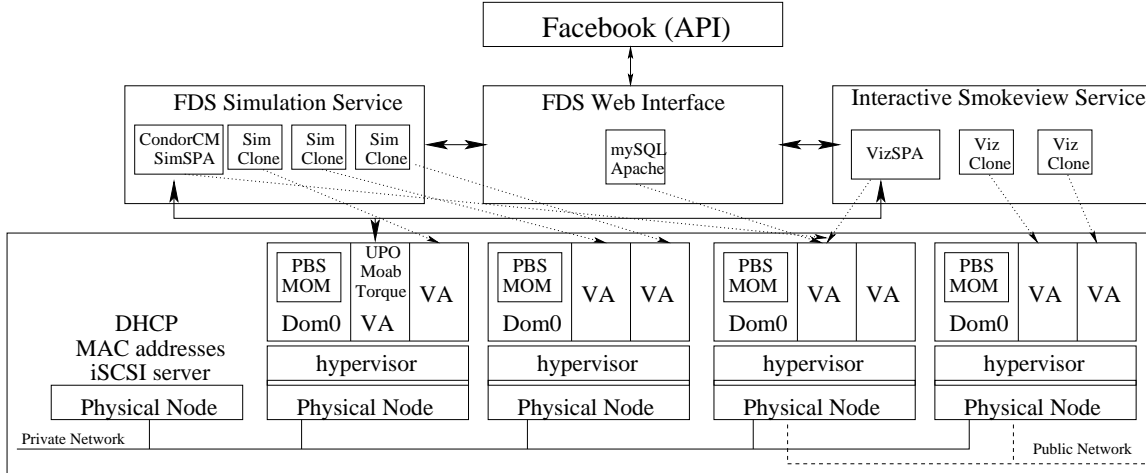 Facebook (API)
FDS Simulation Service
CondorCM
SimSPA
Sim
Clone
Sim
Clone
Sim
Clone
FDS Web Interface
mySQL
Apache
Interactive Smokeview Service
VizSPA
Viz
Clone
Viz
Clone
DHCP
MAC addresses
iSCSI server
Physical Node
PBS
MOM
Dom0
UPO
Moab
Torque
VA
VA
hypervisor
Physical Node
PBS
MOM
Dom0
VA
VA
hypervisor
Physical Node
PBS
MOM
Dom0
VA
VA
hypervisor
Physical Node
PBS
MOM
Dom0
VA
VA
hypervisor
Physical Node
Private Network
Public Network